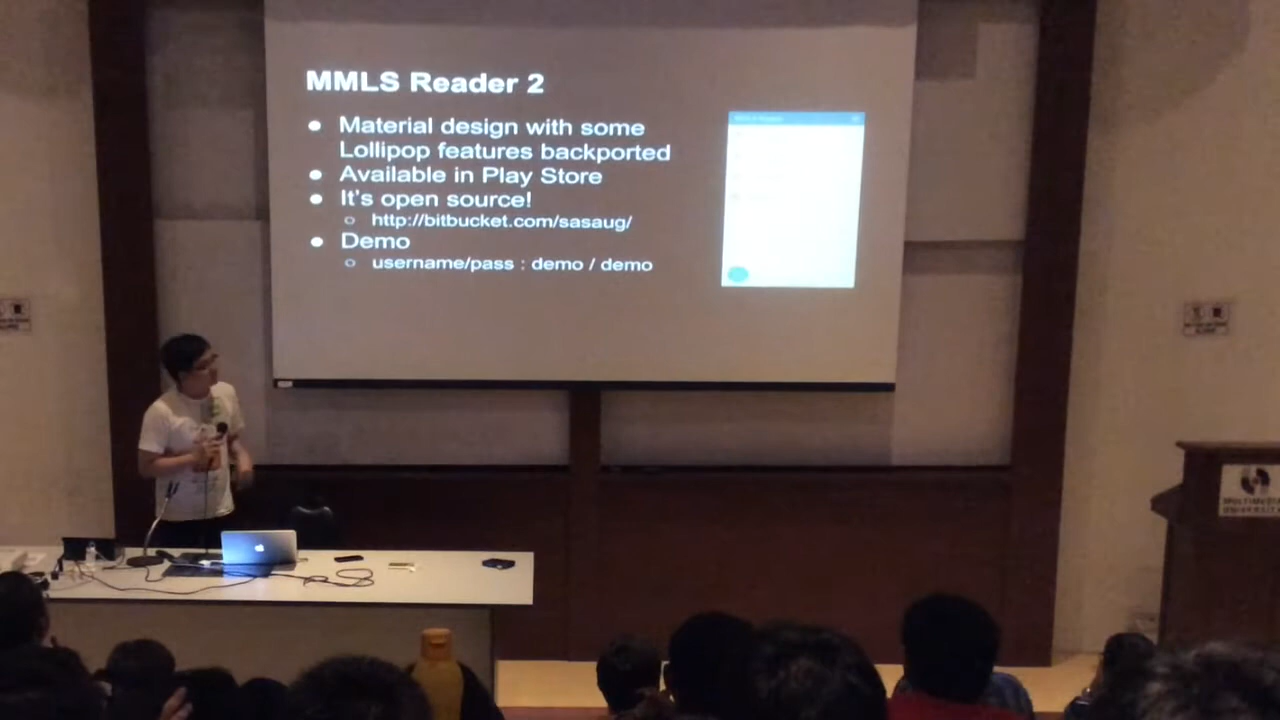 MMLS Reader 2
● Material design with some
Lollipop features backported
● Available in Play Store
● It's open source!
○ http://bitbucket.com/sasaug/
● Demo
○ username/pass : demo / demo